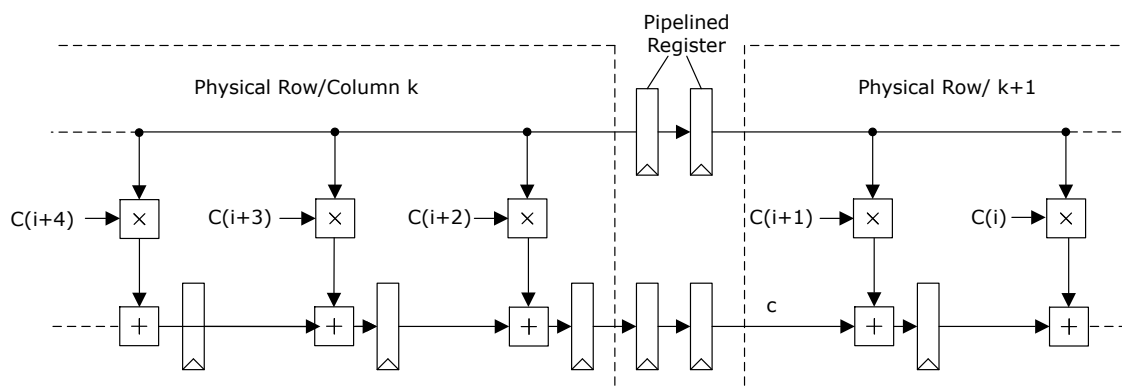 Pipelined
Register
Physical Row/Column k
Physical Row/ k+1
C(i+4)
×
C(i+3)
×
C(i+2)
×
C(i+1)
×
C(i)
×
c
+
+
+
+
+